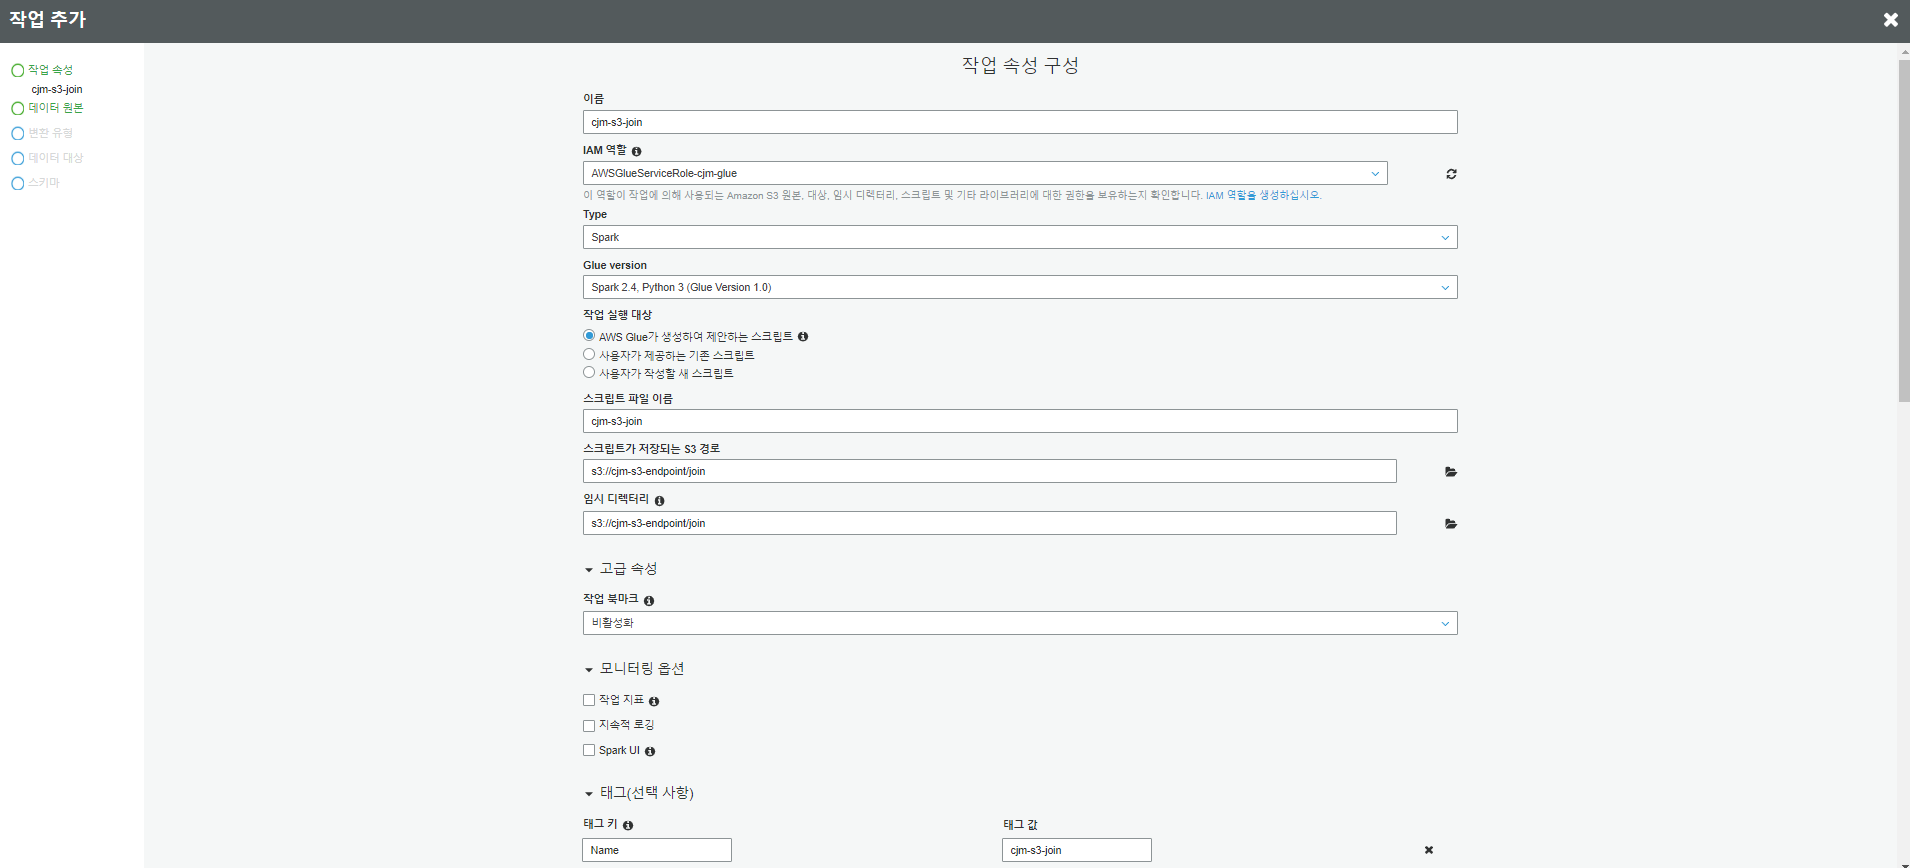 작업 추가
작업 속성
cjm-s3-join
데이터 원본
변환 유형
데이터 대상
스키마
작업 속성 구성
이름
cjm-s3-join
IAM 역할
AWSGlueServiceRole-cjm-glue
이 역할이 작업에 의해 사용되는 Amazon S3 원본, 대상, 임시 디렉터리, 스크립트 및 기타 라이브러리에 대한 권한을 보유하는지 확인합니다. IAM 역할을 생성하십시오.
Type
Spark
Glue version
Spark 2.4, Python 3 (Glue Version 1.0)
작업 실행 대상
AWS Glue가 생성하여 제안하는 스크립트
사용자가 제공하는 기존 스크립트
사용자가 작성할 새 스크립트
스크립트 파일 이름
cjm-s3-join
스크립트가 저장되는 S3 경로
s3://cjm-s3-endpoint/join
임시 디렉터리
s3://cjm-s3-endpoint/join
고급 속성
작업 북마크
비활성화
모니터링 옵션
작업 지표
지속적 로깅
Spark UI
태그(선택 사항)
태그 키 태그 값
Name cjm-s3-join